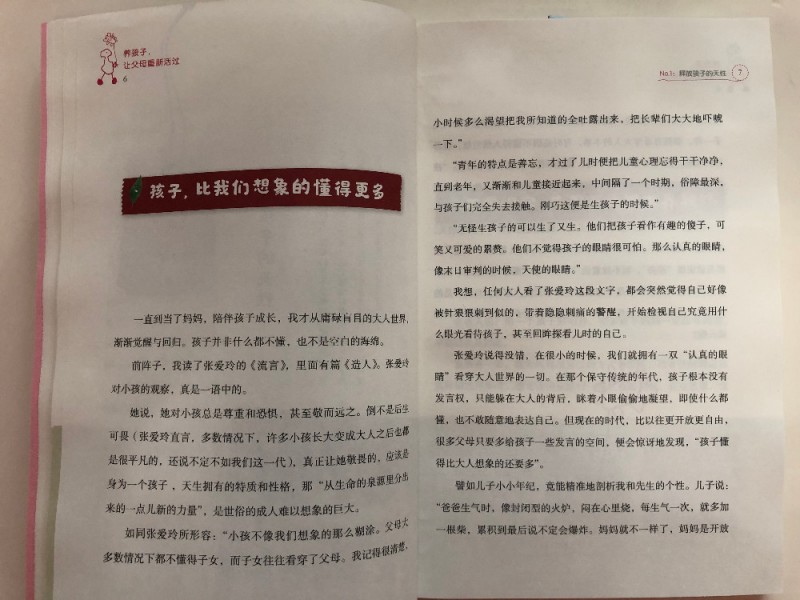 养孩子，
让父母重新活过
6
孩子，比我们想象的懂得更多
一直到当了妈妈，陪伴孩子成长，我才从庸碌盲目的大人世界，
渐渐觉醒与回归。孩子并非什么都不懂，也不是空白的海绵。
前阵子，我读了张爱玲的《流言》，里面有篇《造人》。张爱玲
对小孩的观察，真是一语中的。
她说，她对小孩总是尊重和恐惧，甚至敬而远之。倒不是后生
可畏（张爱玲直言，多数情况下，许多小孩长大变成大人之后也都
是很平凡的，还说不定不如我们这一代），真正让她敬畏的，应该是
身为一个孩子，天生拥有的特质和性格，那“从生命的泉源里分出
来的一点儿新的力量”，是世俗的成人难以想象的巨大。
如同张爱玲所形容：“小孩不像我们想象的那么糊涂。父母大
多数情况下都不懂得子女，而子女往往看穿了父母。我记得很清楚，
No.1：释放孩子的天性 7
小时候多么渴望把我所知道的全吐露出来，把长辈们大大地吓唬
一下。”
“青年的特点是善忘，才过了儿时便把儿童心理忘得干干净净，
直到老年，又渐渐和儿童接近起来，中间隔了一个时期，俗障最深，
与孩子们完全失去接触。刚巧这便是生孩子的时候。”
“无怪生孩子的可以生了又生。他们把孩子看作有趣的傻子，可
笑又可爱的累赘。他们不觉得孩子的眼睛很可怕。那么认真的眼睛，
像末日审判的时候，天使的眼睛。”
我想，任何大人看了张爱玲这段文字，都会突然觉得自己好像
被针狠狠刺到似的，带着隐隐刺痛的警醒，开始检视自己究竟用什
么眼光看待孩子，甚至回眸探看儿时的自己。
张爱玲说得没错，在很小的时候，我们就拥有一双“认真的眼
睛”看穿大人世界的一切。在那个保守传统的年代，孩子根本没有
发言权，只能躲在大人的背后，眯着小眼偷偷地凝望，即使什么都
懂，也不敢随意地表达自己。但现在的时代，比以往更开放更自由，
很多父母只要多给孩子一些发言的空间，便会惊讶地发现，“孩子懂
得比大人想象的还要多”。
譬如儿子小小年纪，竟能精准地剖析我和先生的个性。儿子说：
“爸爸生气时，像封闭型的火炉，闷在心里烧，每生气一次，就多加
一根柴，累积到最后说不定会爆炸。妈妈就不一样了，妈妈是开放